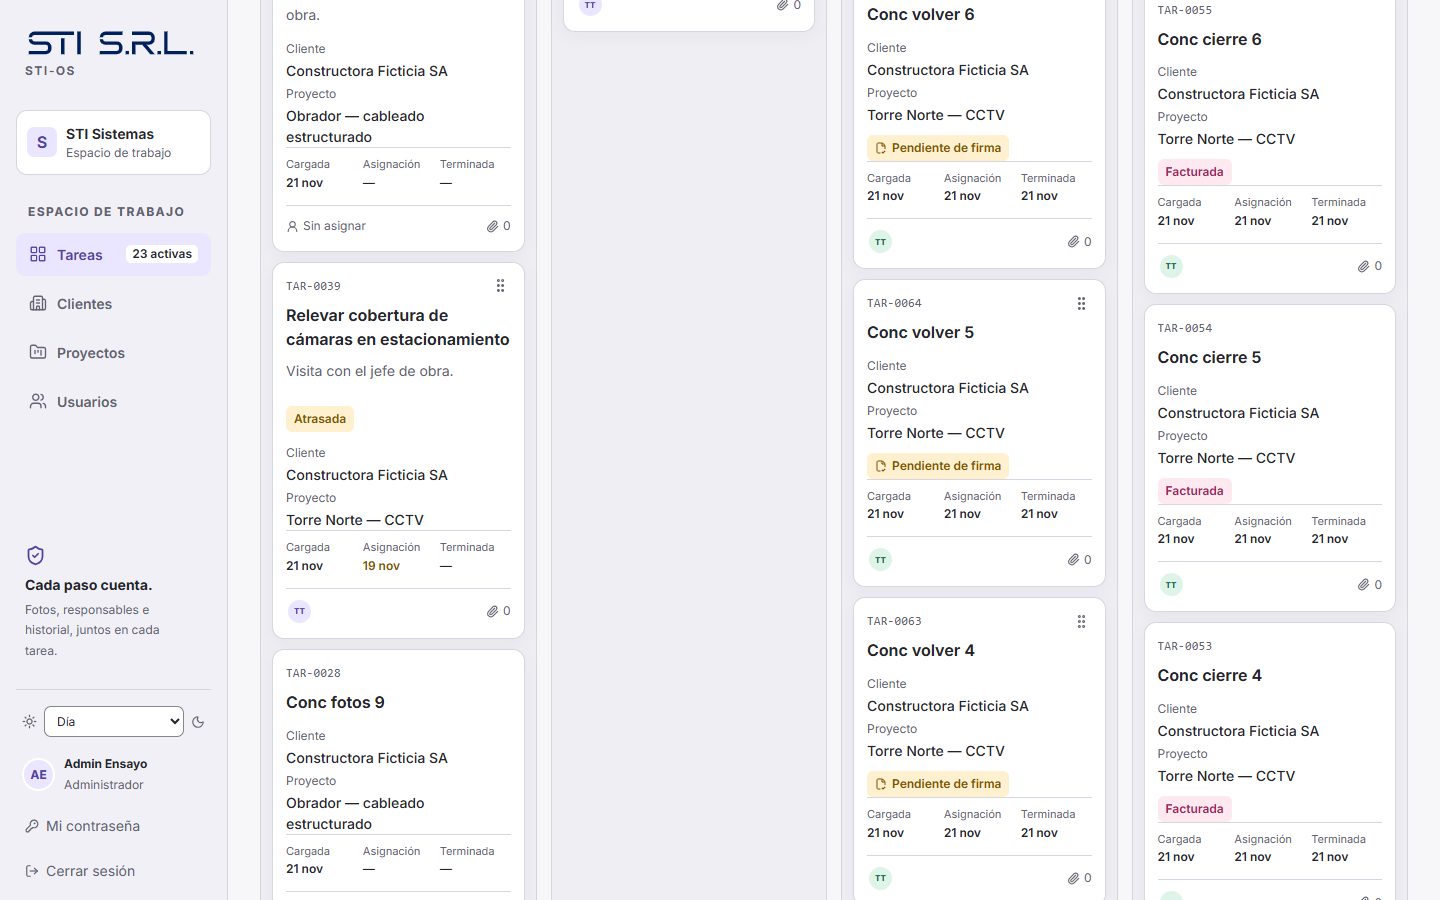 STI S.R.L.
STI-OS
S
STI Sistemas
Espacio de trabajo
ESPACIO DE TRABAJO
Tareas
23 activas
Clientes
Proyectos
Usuarios
Cada paso cuenta.
Fotos, responsables e
historial, juntos en cada
tarea.
Día
AE
Admin Ensayo
Administrador
Mi contraseña
Cerrar sesión
obra.
Cliente
Constructora Ficticia SA
Proyecto
Obrador — cableado
estructurado
Cargada Asignación Terminada
21 nov — —
Sin asignar 0
TAR-0039
Relevar cobertura de
cámaras en estacionamiento
Visita con el jefe de obra.
Atrasada
Cliente
Constructora Ficticia SA
Proyecto
Torre Norte — CCTV
Cargada Asignación Terminada
21 nov 19 nov —
TT 0
TAR-0028
Conc fotos 9
Cliente
Constructora Ficticia SA
Proyecto
Obrador — cableado
estructurado
Cargada Asignación Terminada
21 nov — —
TT 0
Conc volver 6
Cliente
Constructora Ficticia SA
Proyecto
Torre Norte — CCTV
Pendiente de firma
Cargada Asignación Terminada
21 nov 21 nov 21 nov
TT 0
TAR-0064
Conc volver 5
Cliente
Constructora Ficticia SA
Proyecto
Torre Norte — CCTV
Pendiente de firma
Cargada Asignación Terminada
21 nov 21 nov 21 nov
TT 0
TAR-0063
Conc volver 4
Cliente
Constructora Ficticia SA
Proyecto
Torre Norte — CCTV
Pendiente de firma
Cargada Asignación Terminada
21 nov 21 nov 21 nov
TT 0
TAR-0055
Conc cierre 6
Cliente
Constructora Ficticia SA
Proyecto
Torre Norte — CCTV
Facturada
Cargada Asignación Terminada
21 nov 21 nov 21 nov
TT 0
TAR-0054
Conc cierre 5
Cliente
Constructora Ficticia SA
Proyecto
Torre Norte — CCTV
Facturada
Cargada Asignación Terminada
21 nov 21 nov 21 nov
TT 0
TAR-0053
Conc cierre 4
Cliente
Constructora Ficticia SA
Proyecto
Torre Norte — CCTV
Facturada
Cargada Asignación Terminada
21 nov 21 nov 21 nov